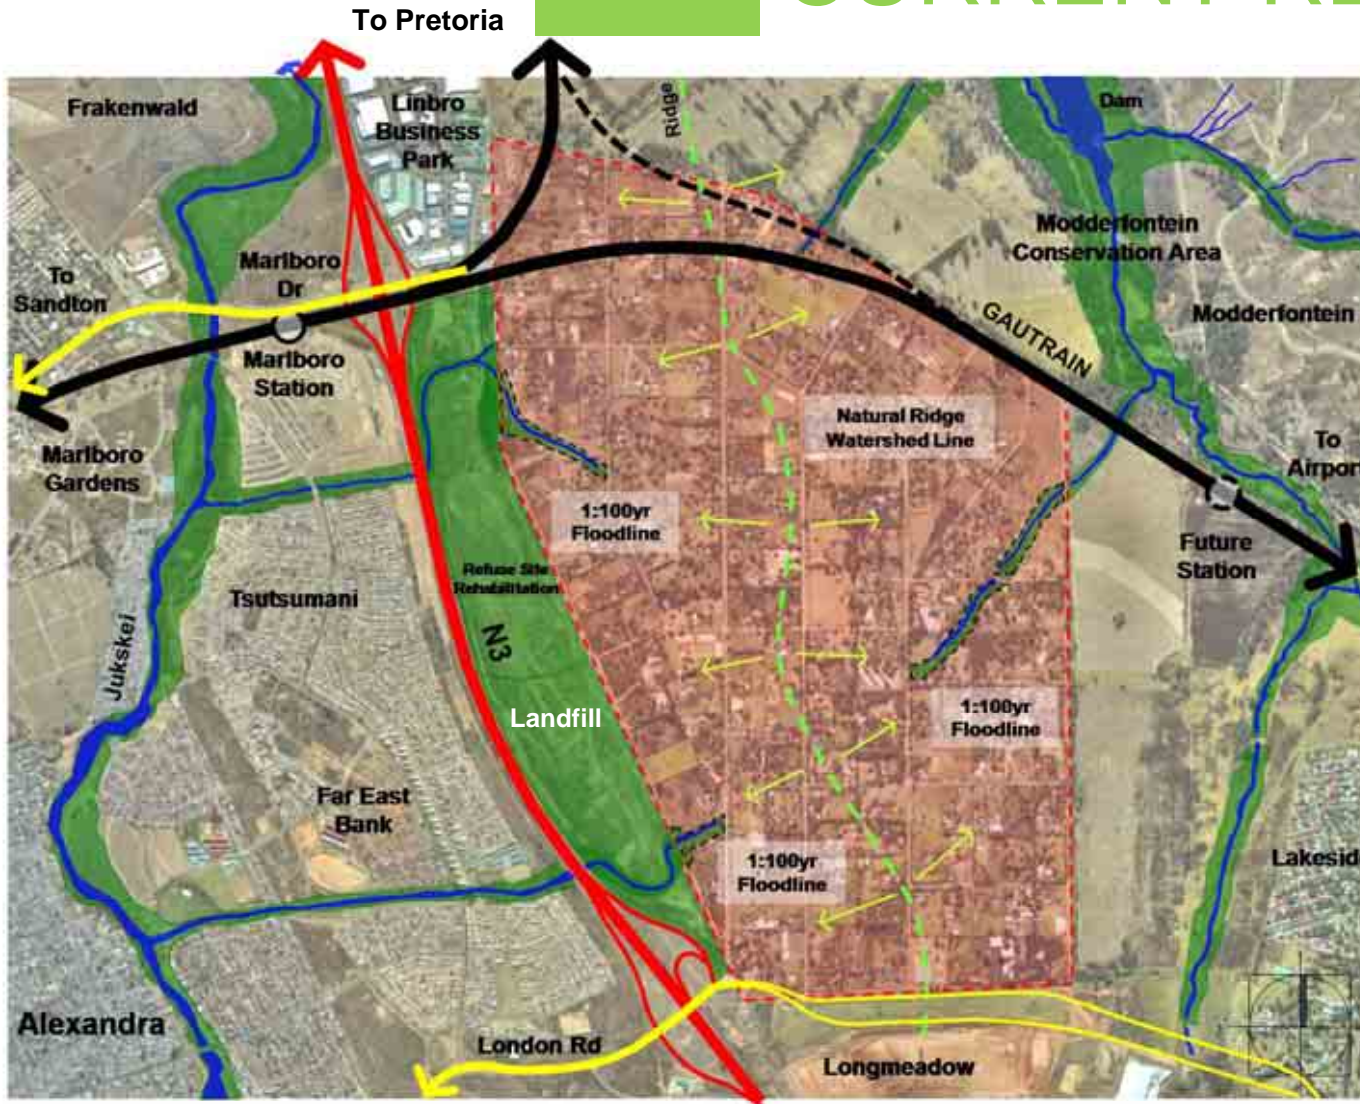 To Pretoria
Frakenwald
Linbro
Business
Park
Ridge
Dam
Modderfontein
Conservation Area
To
Sandton
Marlboro
Dr
Modderfontein
GAUTRAIN
Marlboro
Station
Natural Ridge
Watershed Line
To
Airport
Marlboro
Gardens
1:100yr
Floodline
Future
Station
Refuse Site
Rehabilitation
Tsutsumani
N3
Jukskei
Landfill
1:100yr
Floodline
Far East
Bank
1:100yr
Floodline
Lakesid
Alexandra
London Rd
Longmeadow